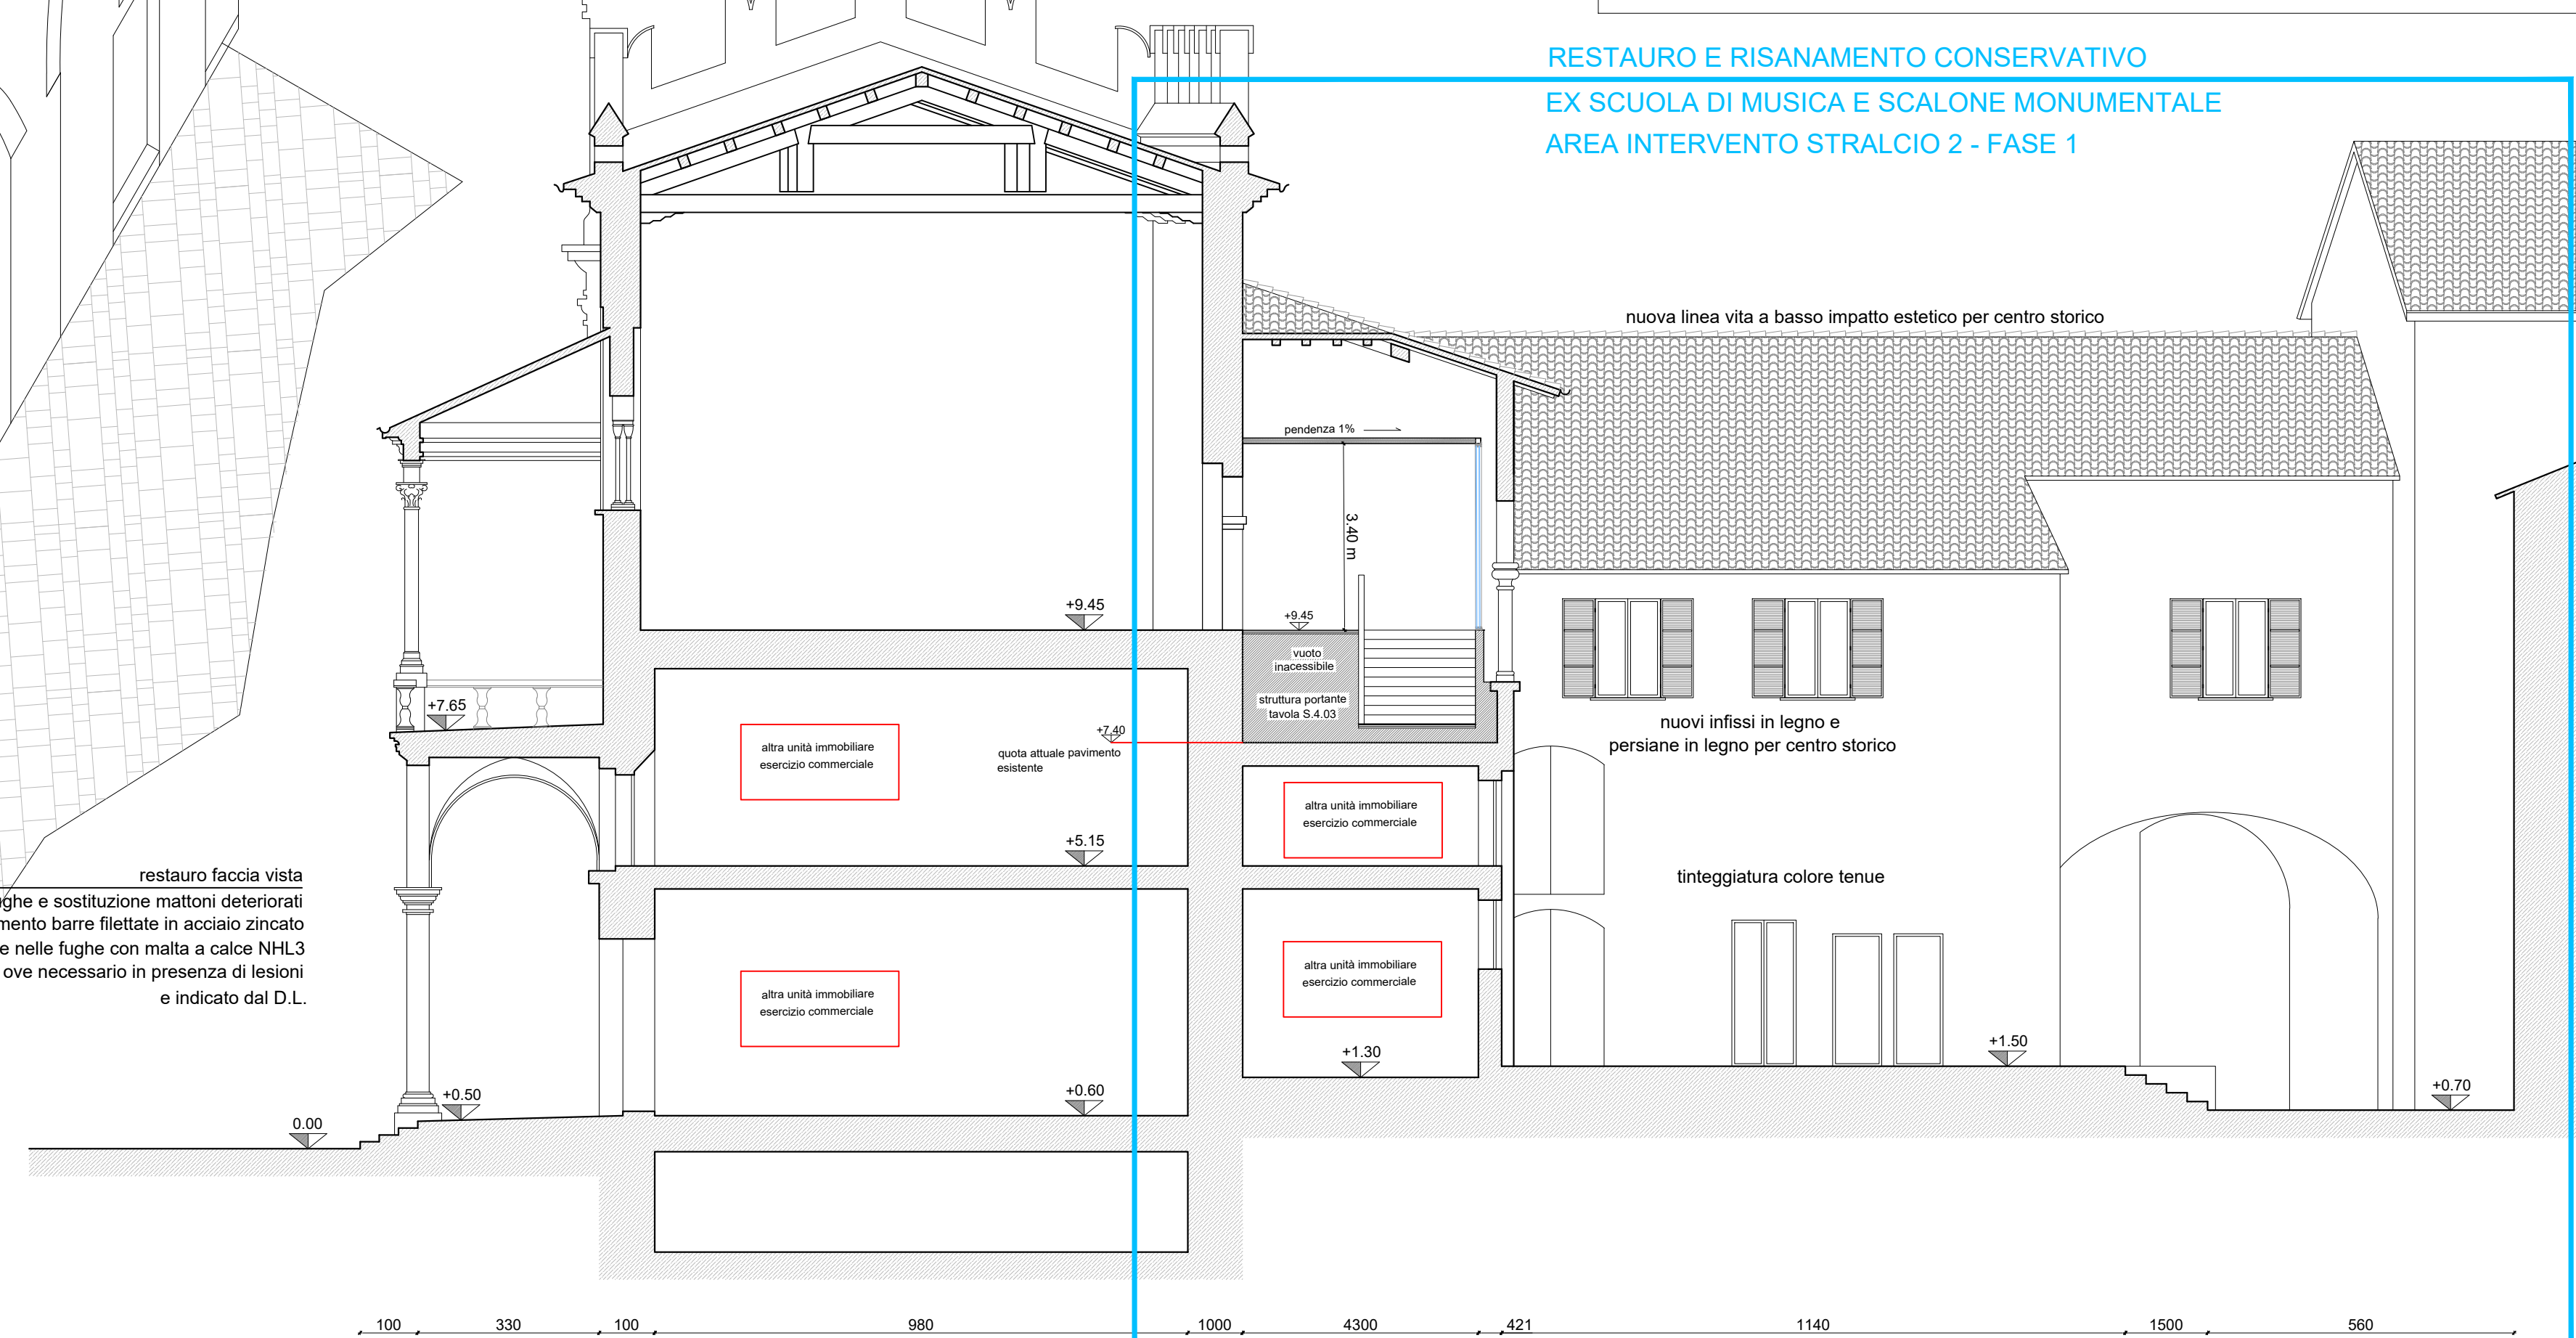 RESTAURO E RISANAMENTO CONSERVATIVO
EX SCUOLA DI MUSICA E SCALONE MONUMENTALE
AREA INTERVENTO STRALCIO 2 - FASE 1
nuova linea vita a basso impatto estetico per centro storico
pendenza 1%
3.40 m
+9.45
+9.45
vuoto
inacessibile
struttura portante
tavola S.4.03
+7.65
+7.40
quota attuale pavimento
esistente
nuovi infissi in legno e
persiane in legno per centro storico
altra unità immobiliare
esercizio commerciale
altra unità immobiliare
esercizio commerciale
+5.15
restauro faccia vista
ghe e sostituzione mattoni deteriorati
mento barre filettate in acciaio zincato
e nelle fughe con malta a calce NHL3
ove necessario in presenza di lesioni
e indicato dal D.L.
tinteggiatura colore tenue
altra unità immobiliare
esercizio commerciale
altra unità immobiliare
esercizio commerciale
+1.30
+1.50
+0.70
+0.60
+0.50
0.00
100 330 100 980 1000 4300 421 1140 1500 560